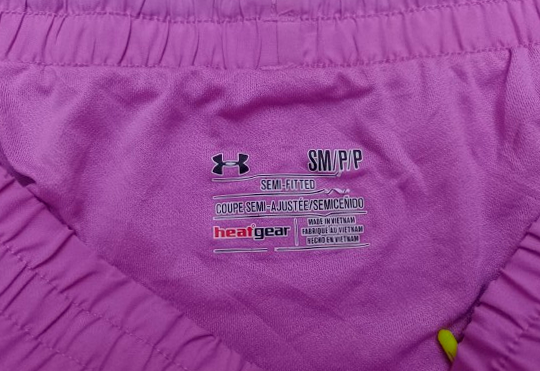 SM/P/P
SEMI-FITTED
COUPE SEMI-AJUSTÉE/SEMICEÑIDO
heatgear
MADE IN VIETNAM
FABRIQUÉ AU VIETNAM
HECHO EN VIETNAM